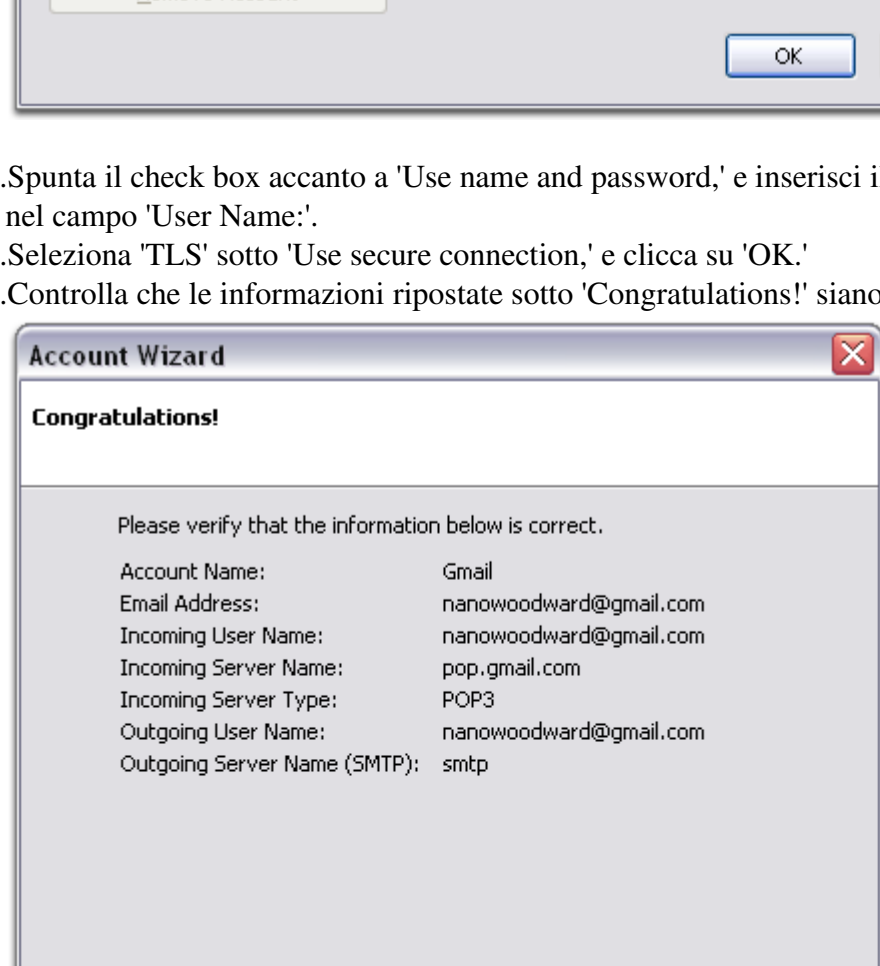 OK
.Spunta il check box accanto a 'Use name and password,' e inserisci
nel campo 'User Name:'.
.Seleziona 'TLS' sotto 'Use secure connection,' e clicca su 'OK.'
.Controlla che le informazioni ripostate sotto 'Congratulations!' siano
Account Wizard
Congratulations!
Please verify that the information below is correct.
Account Name: Gmail
Email Address: nanowoodward@gmail.com
Incoming User Name: nanowoodward@gmail.com
Incoming Server Name: pop.gmail.com
Incoming Server Type: POP3
Outgoing User Name: nanowoodward@gmail.com
Outgoing Server Name (SMTP): smtp